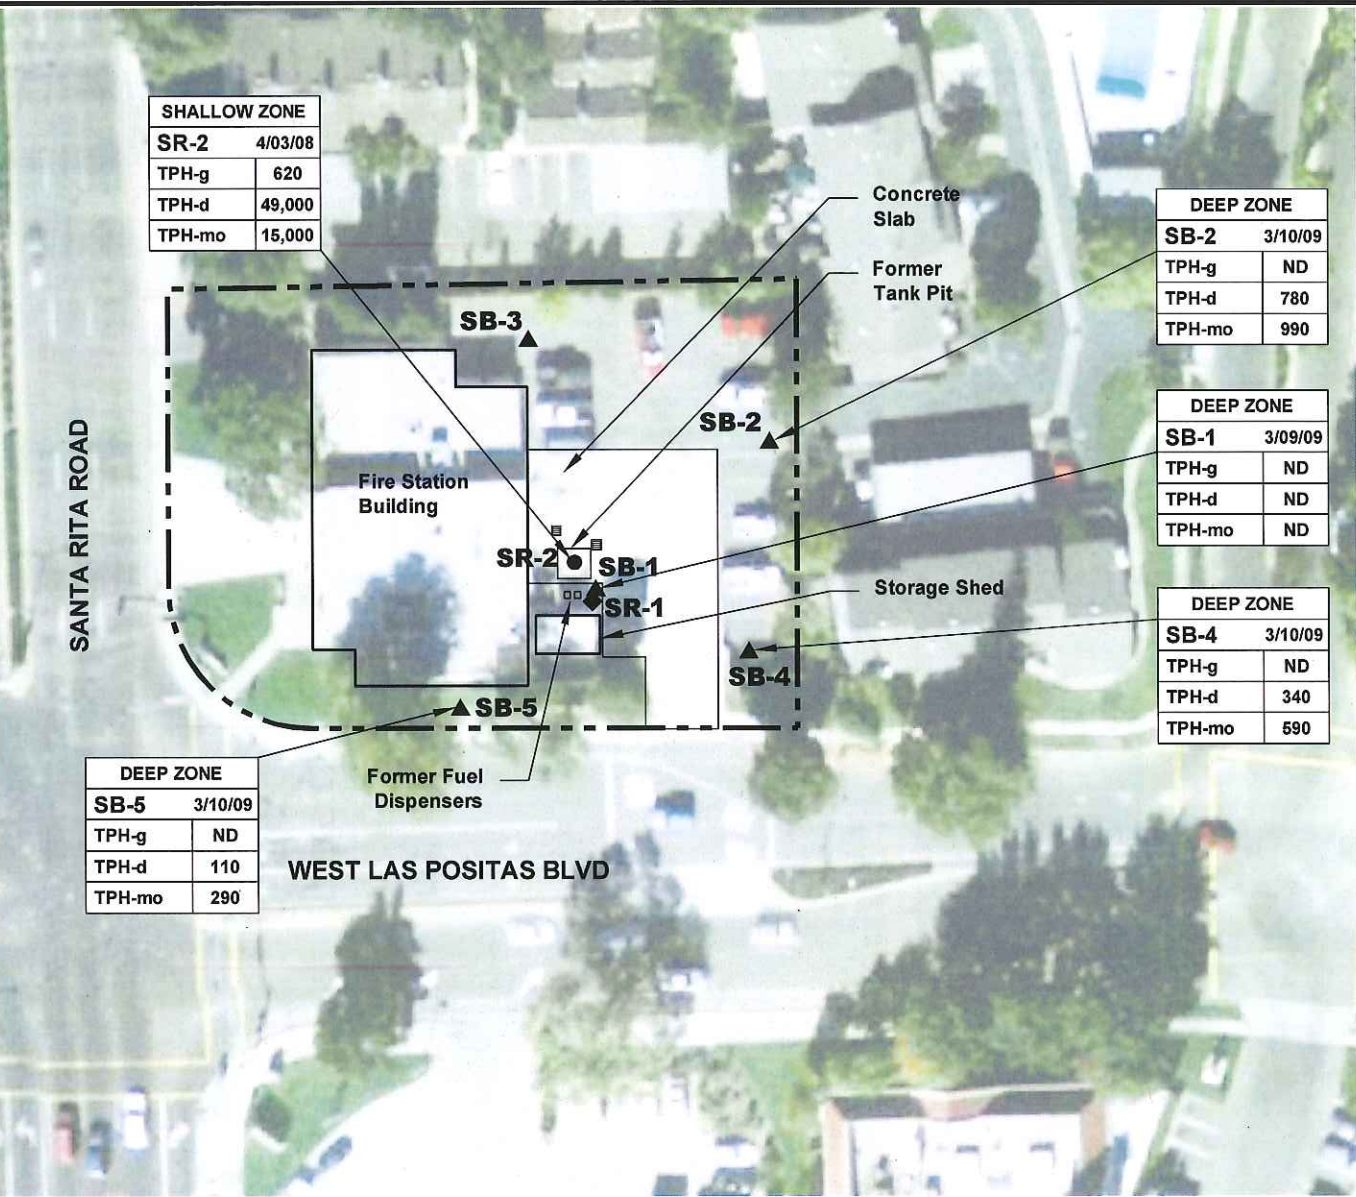 SHALLOW ZONE
SR-2 4/03/08
TPH-g 620
TPH-d 49,000
TPH-mo 15,000
Concrete
Slab
Former
Tank Pit
DEEP ZONE
SB-2 3/10/09
TPH-g ND
TPH-d 780
TPH-mo 990
SB-3
SB-2
DEEP ZONE
SB-1 3/09/09
TPH-g ND
TPH-d ND
TPH-mo ND
SANTA RITA ROAD
Fire Station
Building
SR-2
SB-1
SR-1
Storage Shed
DEEP ZONE
SB-4 3/10/09
TPH-g ND
TPH-d 340
TPH-mo 590
SB-4
SB-5
DEEP ZONE
SB-5 3/10/09
TPH-g ND
TPH-d 110
TPH-mo 290
Former Fuel
Dispensers
WEST LAS POSITAS BLVD